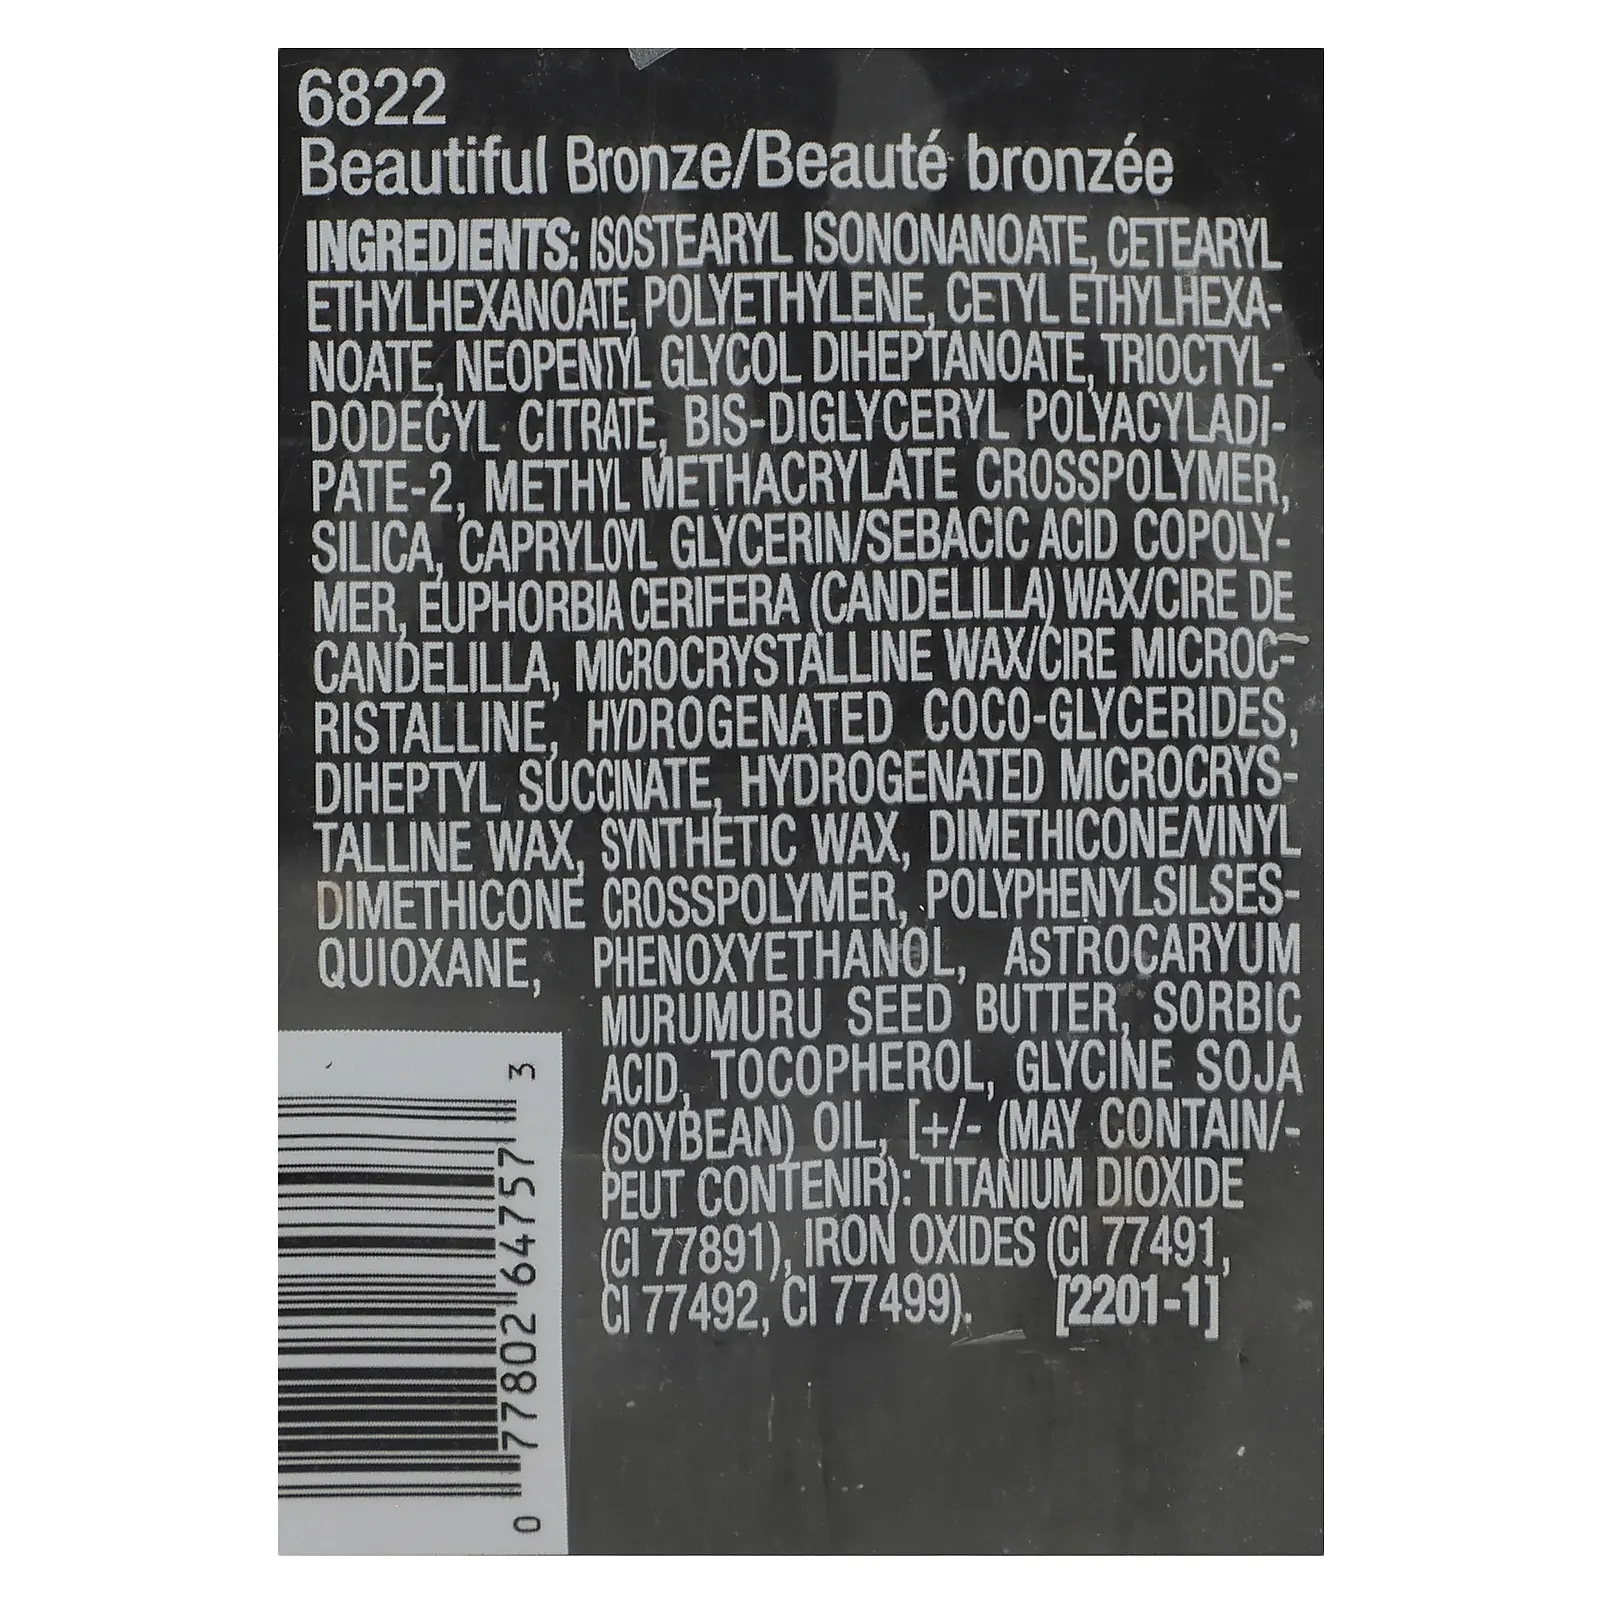 6822
Beautiful Bronze/Beauté bronzée
INGREDIENTS: ISOSTEARYL ISONONANOATE, CETEARYL
ETHYLHEXANOATE, POLYETHYLENE, CETYL ETHYLHEXA-
NOATE, NEOPENTYL GLYCOL DIHEPTANOATE, TRIOCTYL-
DODECYL CITRATE, BIS-DIGLYCERYL POLYACYLADI-
PATE-2, METHYL METHACRYLATE CROSSPOLYMER,
SILICA, CAPRYLOYL GLYCERIN/SEBACIC ACID COPOLY-
MER, EUPHORBIA CERIFERA (CANDELILLA) WAX/CIRE DE
CANDELILLA, MICROCRYSTALLINE WAX/CIRE MICROC-
RISTALLINE, HYDROGENATED COCO-GLYCERIDES,
DIHEPTYL SUCCINATE, HYDROGENATED MICROCRYS-
TALLINE WAX, SYNTHETIC WAX, DIMETHICONE/VINYL
DIMETHICONE CROSSPOLYMER, POLYPHENYLSILSES-
QUIOXANE, PHENOXYETHANOL, ASTROCARYUM
MURUMURU SEED BUTTER, SORBIC
ACID, TOCOPHEROL, GLYCINE SOJA
(SOYBEAN) OIL, [+/- (MAY CONTAIN/-
PEUT CONTENIR): TITANIUM DIOXIDE
(CI 77891), IRON OXIDES (CI 77491,
CI 77492, CI 77499). [2201-1]
0 77802 64757 3